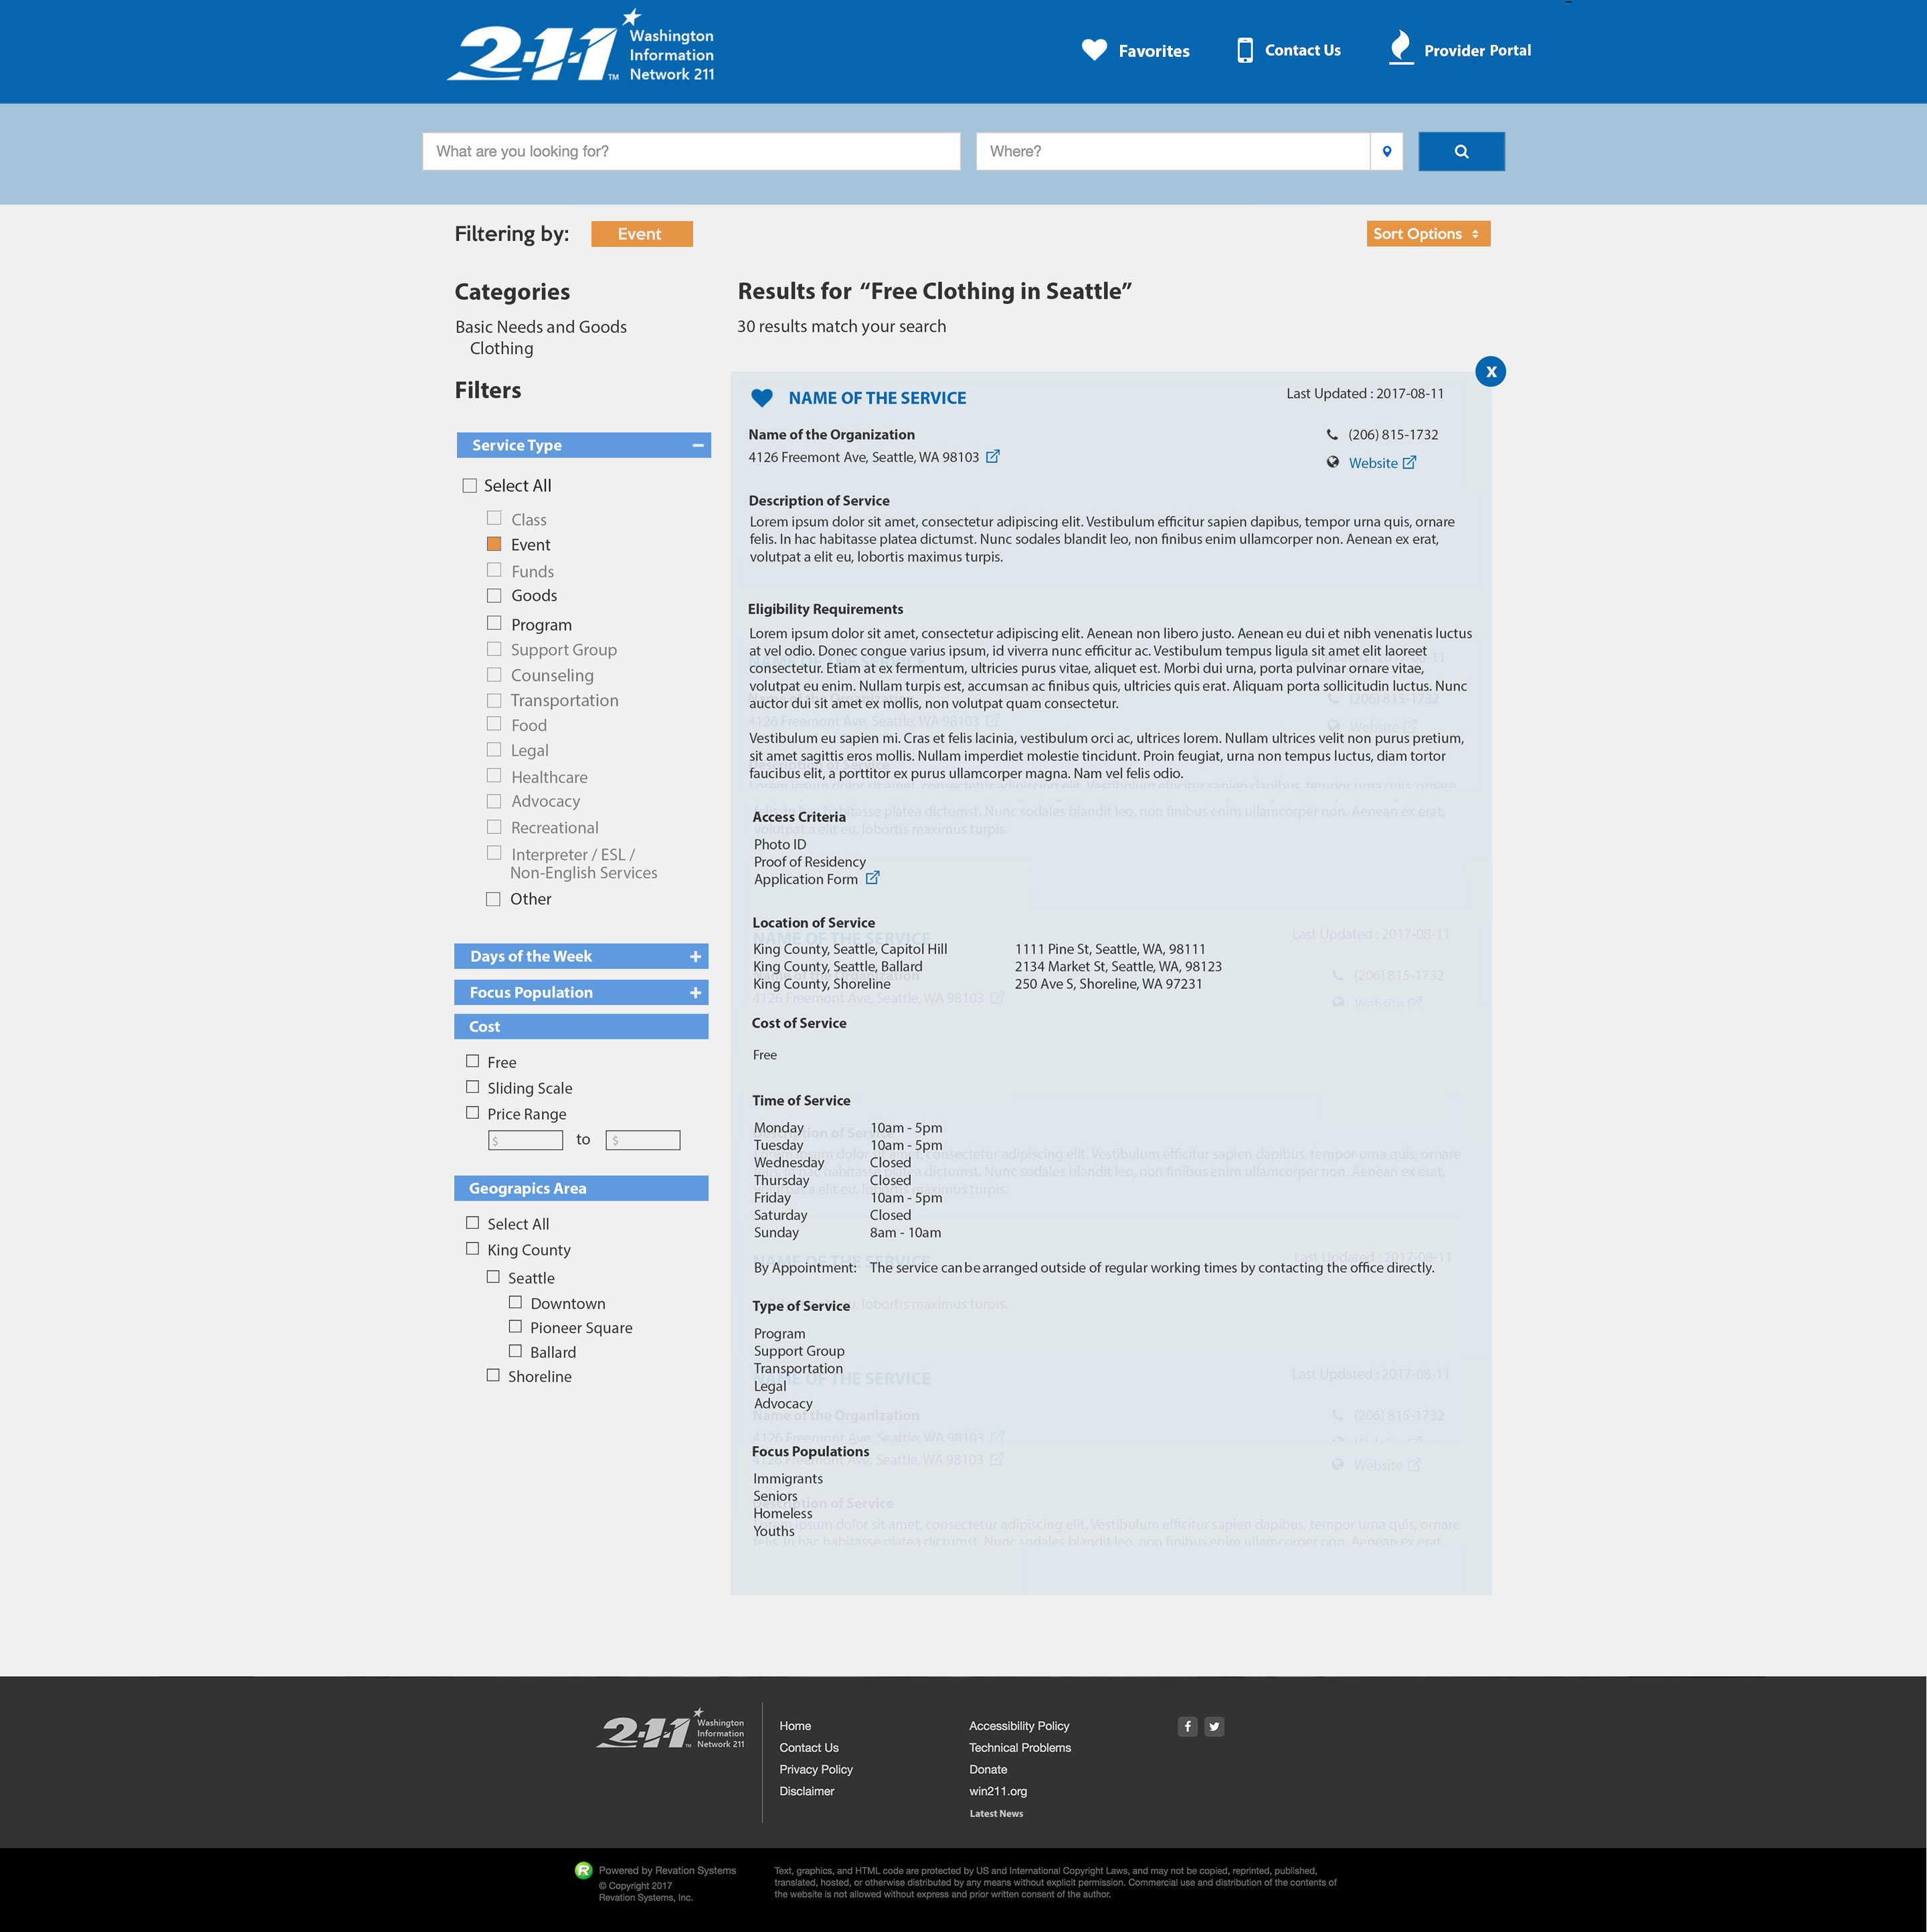 2-1-1 TM
Washington
Information
Network 211
Favorites
Contact Us
Provider Portal
What are you looking for?
Where?
Filtering by:
Event
Sort Options
Categories
Basic Needs and Goods
Clothing
Filters
Service Type
Select All
Class
Event
Funds
Goods
Program
Support Group
Counseling
Transportation
Food
Legal
Healthcare
Advocacy
Recreational
Interpreter / ESL /
Non-English Services
Other
Days of the Week
Focus Population
Cost
Free
Sliding Scale
Price Range
$ to $
Geograpics Area
Select All
King County
Seattle
Downtown
Pioneer Square
Ballard
Shoreline
Results for “Free Clothing in Seattle”
30 results match your search
X
NAME OF THE SERVICE
Last Updated : 2017-08-11
Name of the Organization
(206) 815-1732
4126 Freemont Ave, Seattle, WA 98103
Website
Description of Service
Lorem ipsum dolor sit amet, consectetur adipiscing elit. Vestibulum efficitur sapien dapibus, tempor urna quis, ornare
felis. In hac habitasse platea dictumst. Nunc sodales blandit leo, non finibus enim ullamcorper non. Aenean ex erat,
volutpat a elit eu, lobortis maximus turpis.
Eligibility Requirements
Lorem ipsum dolor sit amet, consectetur adipiscing elit. Aenean non libero justo. Aenean eu dui et nibh venenatis luctus
at vel odio. Donec congue varius ipsum, id viverra nunc efficitur ac. Vestibulum tempus ligula sit amet elit laoreet
consectetur. Etiam at ex fermentum, ultricies purus vitae, aliquet est. Morbi dui urna, porta pulvinar ornare vitae,
volutpat eu enim. Nullam turpis est, accumsan ac finibus quis, ultricies quis erat. Aliquam porta sollicitudin luctus. Nunc
auctor dui sit amet ex mollis, non volutpat quam consectetur.
Vestibulum eu sapien mi. Cras et felis lacinia, vestibulum orci ac, ultrices lorem. Nullam ultrices velit non purus pretium,
sit amet sagittis eros mollis. Nullam imperdiet molestie tincidunt. Proin feugiat, urna non tempus luctus, diam tortor
faucibus elit, a porttitor ex purus ullamcorper magna. Nam vel felis odio.
Access Criteria
Photo ID
Proof of Residency
Application Form
Location of Service
King County, Seattle, Capitol Hill 1111 Pine St, Seattle, WA, 98111
King County, Seattle, Ballard 2134 Market St, Seattle, WA, 98123
King County, Shoreline 250 Ave S, Shoreline, WA 97231
Cost of Service
Free
Time of Service
Monday 10am - 5pm
Tuesday 10am - 5pm
Wednesday Closed
Thursday Closed
Friday 10am - 5pm
Saturday Closed
Sunday 8am - 10am
By Appointment: The service can be arranged outside of regular working times by contacting the office directly.
Type of Service
Program
Support Group
Transportation
Legal
Advocacy
Focus Populations
Immigrants
Seniors
Homeless
Youths
2-1-1 TM
Washington
Information
Network 211
Home
Contact Us
Privacy Policy
Disclaimer
Accessibility Policy
Technical Problems
Donate
win211.org
Latest News
Powered by Revation Systems
© Copyright 2017
Revation Systems, Inc.
Text, graphics, and HTML code are protected by US and International Copyright Laws, and may not be copied, reprinted, published,
translated, hosted, or otherwise distributed by any means without explicit permission. Commercial use and distribution of the contents of
the website is not allowed without express and prior written consent of the author.